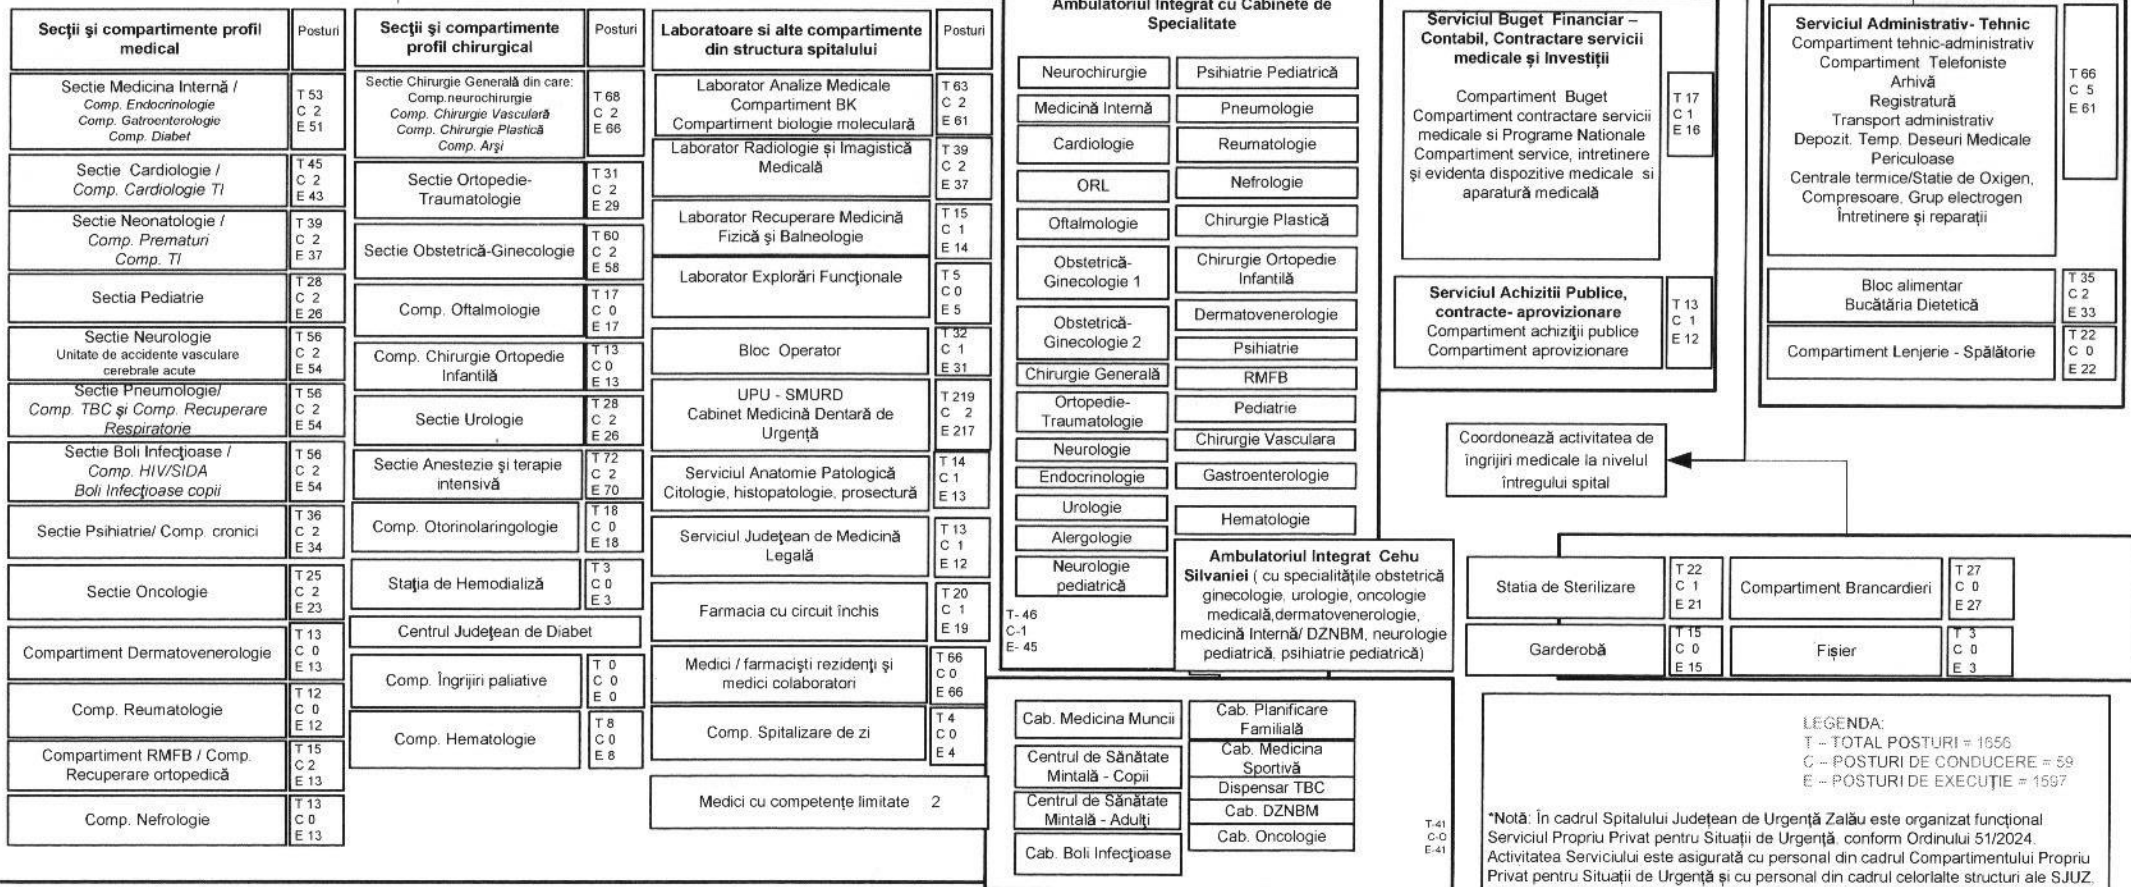 Secţii şi compartimente profil
medical
Posturi
Sectie Medicina Internă /
Comp. Endocrinologie
Comp. Gatroenterologie
Comp. Diabet
T 53
C 2
E 51
Sectie Cardiologie /
Comp. Cardiologie TI
T 45
C 2
E 43
Sectie Neonatologie /
Comp. Prematuri
Comp. TI
T 39
C 2
E 37
Sectia Pediatrie
T 28
C 2
E 26
Sectie Neurologie
Unitate de accidente vasculare
cerebrale acute
T 56
C 2
E 54
Sectie Pneumologie/
Comp. TBC şi Comp. Recuperare
Respiratorie
T 56
C 2
E 54
Sectie Boli Infecţioase /
Comp. HIV/SIDA
Boli Infecţioase copii
T 56
C 2
E 54
Sectie Psihiatrie/ Comp. cronici
T 36
C 2
E 34
Sectie Oncologie
T 25
C 2
E 23
Compartiment Dermatovenerologie
T 13
C 0
E 13
Comp. Reumatologie
T 12
C 0
E 12
Compartiment RMFB / Comp.
Recuperare ortopedică
T 15
C 2
E 13
Comp. Nefrologie
T 13
C 0
E 13
Secţii şi compartimente
profil chirurgical
Posturi
Sectie Chirurgie Generală din care:
Comp.neurochirurgie
Comp. Chirurgie Vasculară
Comp. Chirurgie Plastică
Comp. Arşi
T 68
C 2
E 66
Sectie Ortopedie-
Traumatologie
T 31
C 2
E 29
Sectie Obstetrică-Ginecologie
T 60
C 2
E 58
Comp. Oftalmologie
T 17
C 0
E 17
Comp. Chirurgie Ortopedie
Infantilă
T 13
C 0
E 13
Sectie Urologie
T 28
C 2
E 26
Sectie Anestezie şi terapie
intensivă
T 72
C 2
E 70
Comp. Otorinolaringologie
T 18
C 0
E 18
Staţia de Hemodializă
T 3
C 0
E 3
Centrul Judeţean de Diabet
Comp. Îngrijiri paliative
T 0
C 0
E 0
Comp. Hematologie
T 8
C 0
E 8
Laboratoare si alte compartimente
din structura spitalului
Posturi
Laborator Analize Medicale
Compartiment BK
Compartiment biologie moleculară
T 63
C 2
E 61
Laborator Radiologie şi Imagistică
Medicală
T 39
C 2
E 37
Laborator Recuperare Medicină
Fizică şi Balneologie
T 15
C 1
E 14
Laborator Explorări Funcţionale
T 5
C 0
E 5
Bloc Operator
T 32
C 1
E 31
UPU - SMURD
Cabinet Medicină Dentară de
Urgenţă
T 219
C 2
E 217
Serviciul Anatomie Patologică
Citologie, histopatologie, prosectură
T 14
C 1
E 13
Serviciul Judeţean de Medicină
Legală
T 13
C 1
E 12
Farmacia cu circuit închis
T 20
C 1
E 19
Medici / farmacişti rezidenţi şi
medici colaboratori
T 66
C 0
E 66
Comp. Spitalizare de zi
T 4
C 0
E 4
Medici cu competenţe limitate 2
Ambulatoriul Integrat cu Cabinete de
Specialitate
Neurochirurgie
Medicină Internă
Cardiologie
ORL
Oftalmologie
Obstetrică-
Ginecologie 1
Obstetrică-
Ginecologie 2
Chirurgie Generală
Ortopedie-
Traumatologie
Neurologie
Endocrinologie
Urologie
Alergologie
Neurologie
pediatrică
Psihiatrie Pediatrică
Pneumologie
Reumatologie
Nefrologie
Chirurgie Plastică
Chirurgie Ortopedie
Infantilă
Dermatovenerologie
Psihiatrie
RMFB
Pediatrie
Chirurgie Vasculara
Gastroenterologie
Hematologie
T- 46
C-1
E- 45
Ambulatoriul Integrat Cehu
Silvaniei ( cu specialităţile obstetrică
ginecologie, urologie, oncologie
medicală,dermatovenerologie,
medicină Internă/ DZNBM, neurologie
pediatrică, psihiatrie pediatrică)
Cab. Medicina Muncii
Centrul de Sănătate
Mintală - Copii
Centrul de Sănătate
Mintală - Adulţi
Cab. Boli Infecţioase
Cab. Planificare
Familială
Cab. Medicina
Sportivă
Dispensar TBC
Cab. DZNBM
Cab. Oncologie
T-41
C-0
E-41
Serviciul Buget Financiar –
Contabil, Contractare servicii
medicale şi Investiţii
Compartiment Buget
Compartiment contractare servicii
medicale si Programe Nationale
Compartiment service, intretinere
şi evidenta dispozitive medicale si
aparatură medicală
T 17
C 1
E 16
Serviciul Achizitii Publice,
contracte- aprovizionare
Compartiment achiziţii publice
Compartiment aprovizionare
T 13
C 1
E 12
Serviciul Administrativ- Tehnic
Compartiment tehnic-administrativ
Compartiment Telefoniste
Arhivă
Registratură
Transport administrativ
Depozit. Temp. Deseuri Medicale
Periculoase
Centrale termice/Statie de Oxigen,
Compresoare, Grup electrogen
Întretinere şi reparaţii
T 66
C 5
E 61
Bloc alimentar
Bucătăria Dietetică
T 35
C 2
E 33
Compartiment Lenjerie - Spălătorie
T 22
C 0
E 22
Coordonează activitatea de
îngrijiri medicale la nivelul
întregului spital
Statia de Sterilizare
T 22
C 1
E 21
Compartiment Brancardieri
T 27
C 0
E 27
Garderobă
T 15
C 0
E 15
Fişier
T 3
C 0
E 3
LEGENDA:
T – TOTAL POSTURI = 1656
C – POSTURI DE CONDUCERE = 59
E – POSTURI DE EXECUŢIE = 1597
*Notă: În cadrul Spitalului Judeţean de Urgenţă Zalău este organizat funcţional
Serviciul Propriu Privat pentru Situaţii de Urgenţă, conform Ordinului 51/2024.
Activitatea Serviciului este asigurată cu personal din cadrul Compartimentului Propriu
Privat pentru Situaţii de Urgenţă şi cu personal din cadrul celorlalte structuri ale SJUZ.